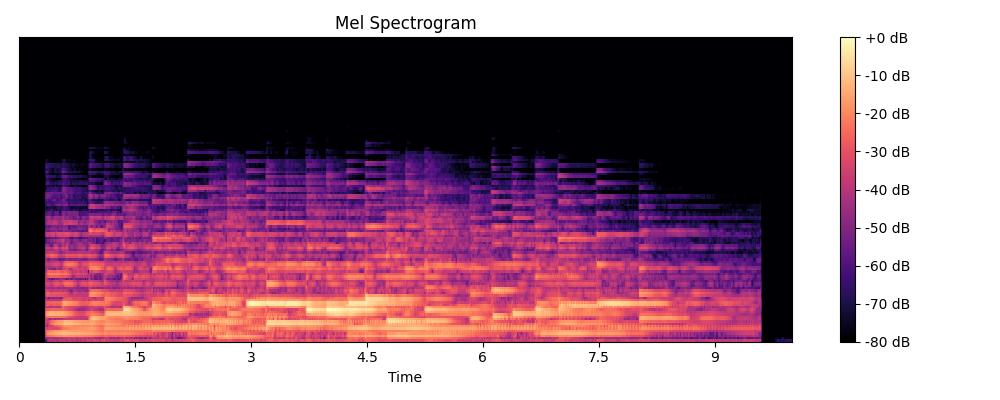 Mel Spectrogram
+0 dB
-10 dB
-20 dB
-30 dB
-40 dB
-50 dB
-60 dB
-70 dB
-80 dB
0
1.5
3
4.5
6
7.5
9
Time